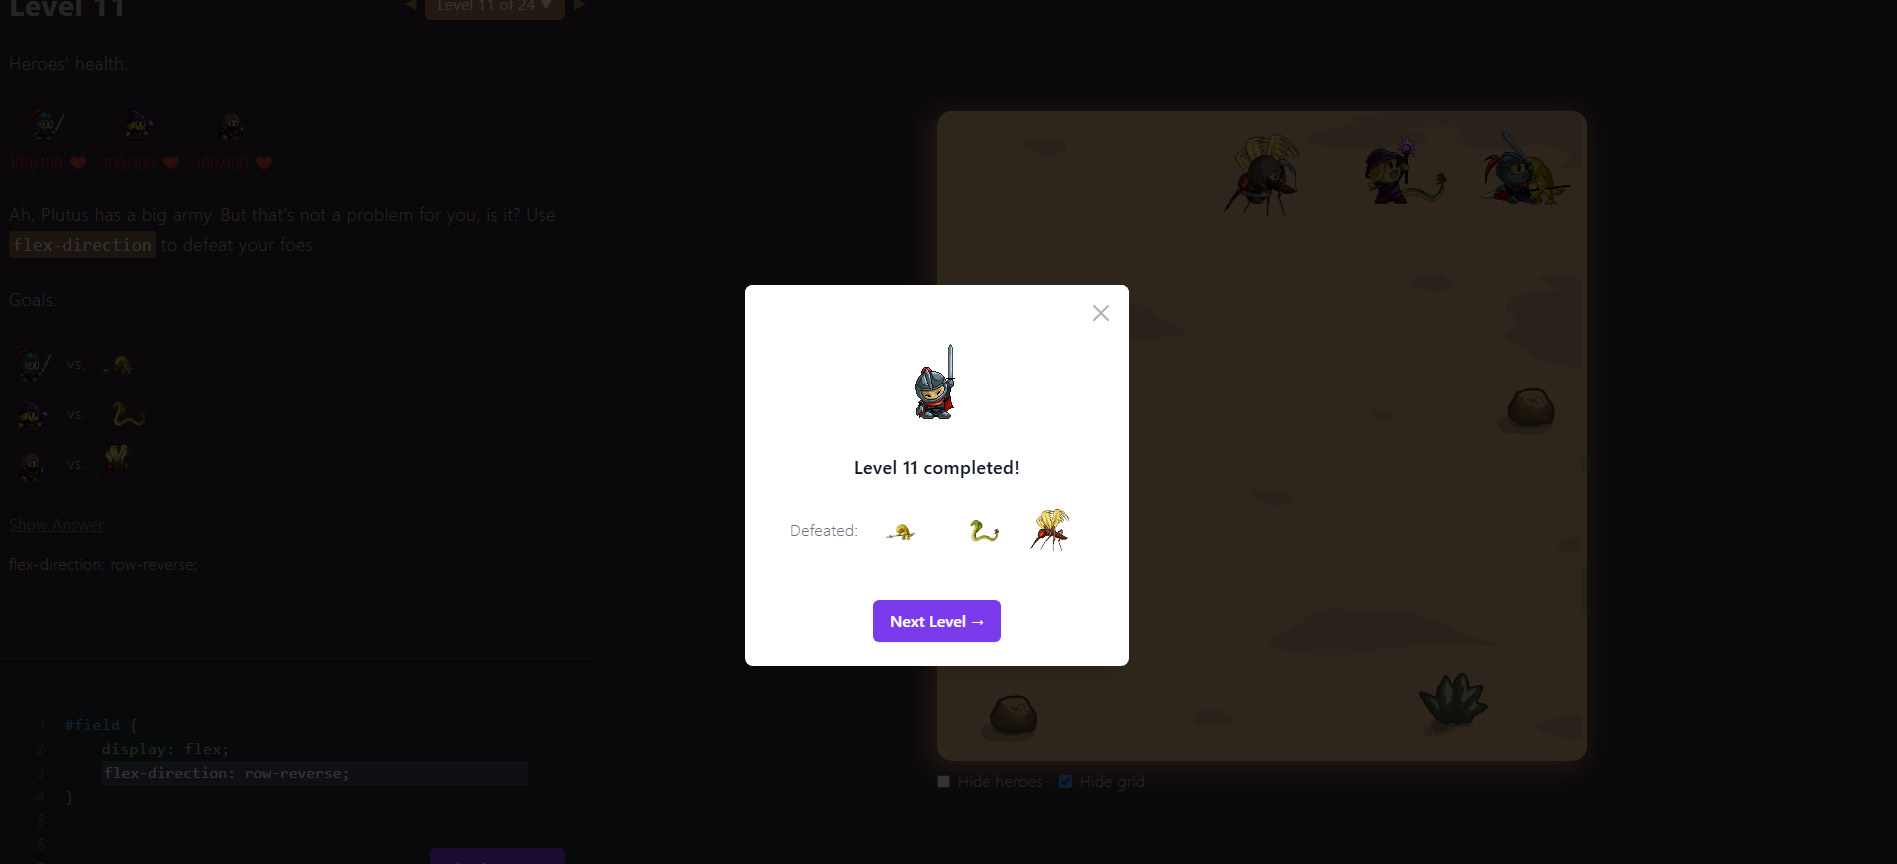 Level 11
Level 11 of 24
Heroes' health:
100/100 100/100 100/100
Ah, Plutus has a big army. But that's not a problem for you, is it? Use
flex-direction to defeat your foes.
Goals:
vs.
vs.
vs.
Show Answer
flex-direction: row-reverse;
1 #field {
2 display: flex;
3 flex-direction: row-reverse;
4 }
5
6
Level 11 completed!
Defeated:
Next Level →
Hide heroes Hide grid